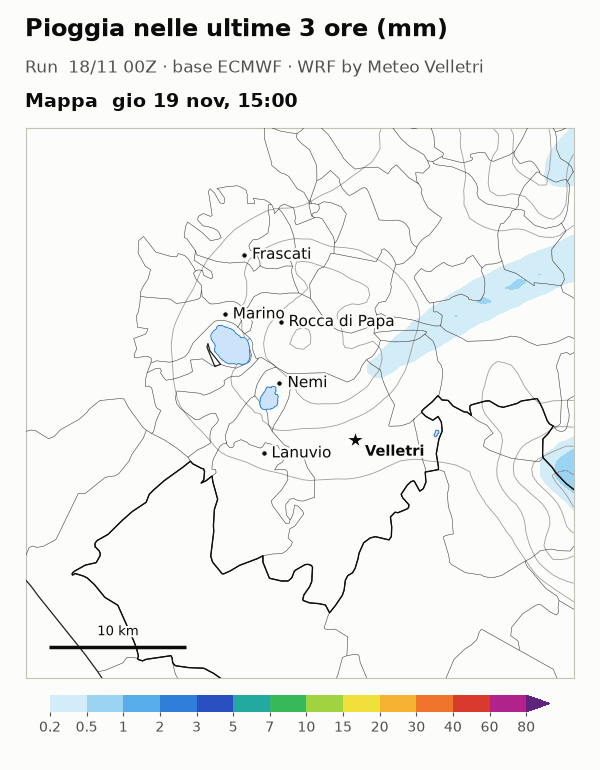 Pioggia nelle ultime 3 ore (mm)
Run  18/11 00Z · base ECMWF · WRF by Meteo Velletri
Mappa  gio 19 nov, 15:00
Frascati
Marino
Rocca di Papa
Nemi
Velletri
Lanuvio
10 km
0.2 0.5 1 2 3 5 7 10 15 20 30 40 60 80